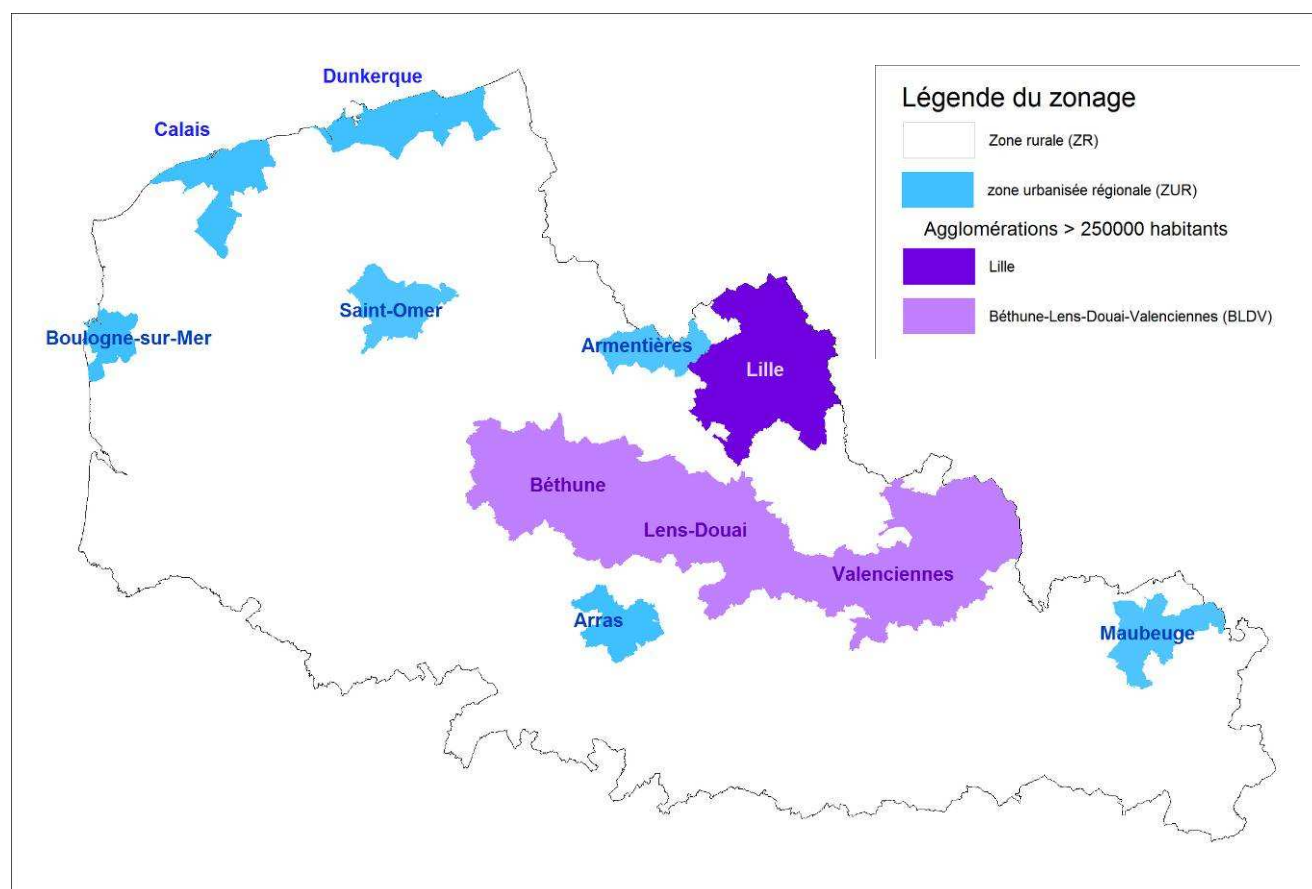 Dunkerque
Calais
Légende du zonage
Zone rurale (ZR)
zone urbanisée régionale (ZUR)
Agglomérations > 250000 habitants
Lille
Béthune-Lens-Douai-Valenciennes (BLDV)
Saint-Omer
Boulogne-sur-Mer
Armentières
Lille
Béthune
Lens-Douai
Valenciennes
Arras
Maubeuge